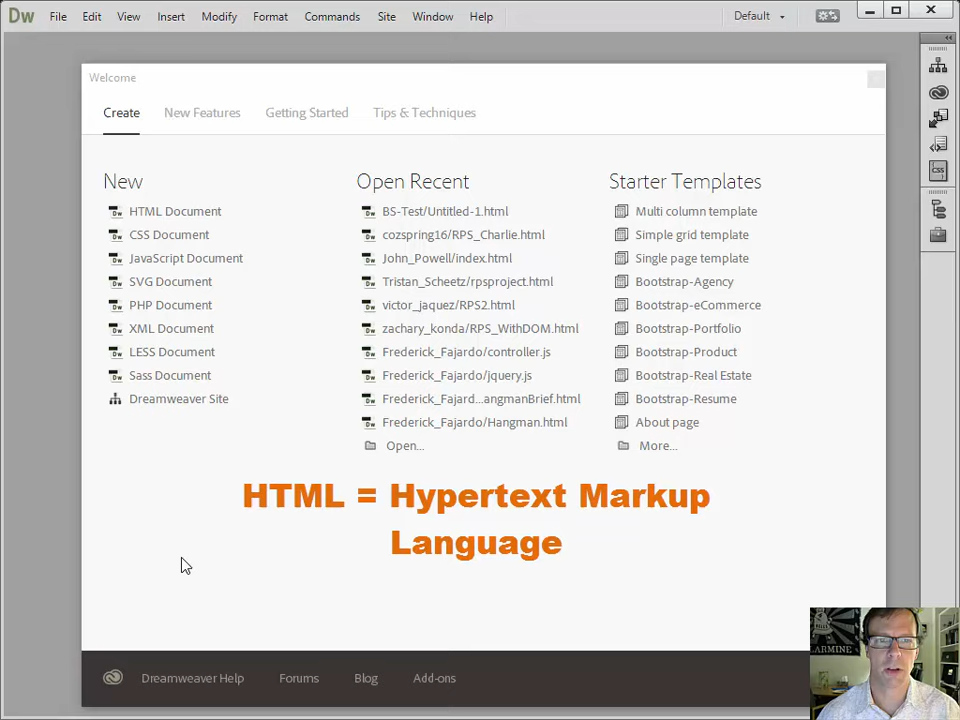 Dw File Edit View Insert Modify Format Commands Site Window Help Default
Welcome
Create New Features Getting Started Tips & Techniques
New
HTML Document
CSS Document
JavaScript Document
SVG Document
PHP Document
XML Document
LESS Document
Sass Document
Dreamweaver Site
Open Recent
BS-Test/Untitled-1.html
cozspring16/RPS_Charlie.html
John_Powell/index.html
Tristan_Scheetz/rpsproject.html
victor_jaquez/RPS2.html
zachary_konda/RPS_WithDOM.html
Frederick_Fajardo/controller.js
Frederick_Fajardo/jquery.js
Frederick_Fajard...angmanBrief.html
Frederick_Fajardo/Hangman.html
Open...
Starter Templates
Multi column template
Simple grid template
Single page template
Bootstrap-Agency
Bootstrap-eCommerce
Bootstrap-Portfolio
Bootstrap-Product
Bootstrap-Real Estate
Bootstrap-Resume
About page
More...
HTML = Hypertext Markup
Language
Dreamweaver Help Forums Blog Add-ons
LARMINE